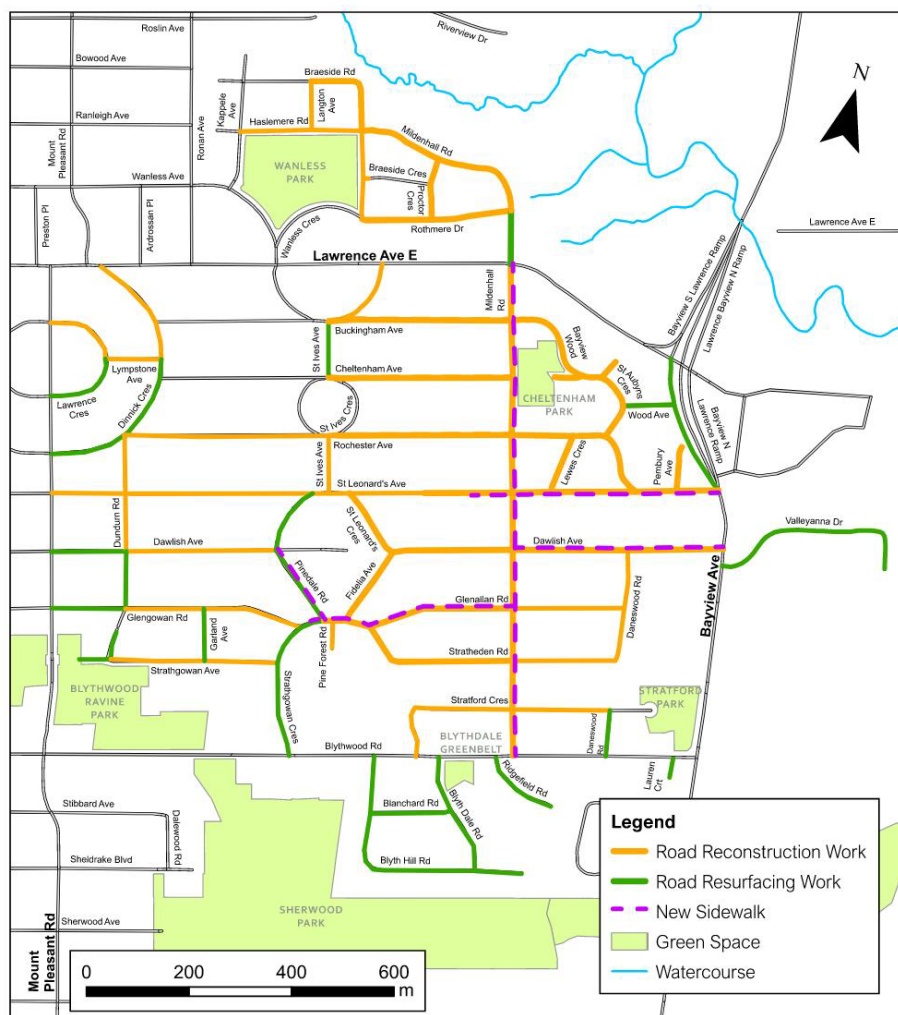 Roslin Ave
Riverview Dr
Bowood Ave
N
Braeside Rd
Kappele
Ave
Langton
Ave
Ranleigh Ave
Haslemere Rd
Mount
Pleasant Rd
Ronan Ave
Mildenhall Rd
WANLESS
PARK
Braeside Cres
Wanless Ave
Proctor
Cres
Preston Pl
Ardrossan Pl
Wanless Cres
Rothmere Dr
Lawrence Ave E
Lawrence Ave E
Bayview S Lawrence Ramp
Lawrence Bayview N Ramp
Mildenhall
Rd
St Ives Ave
Buckingham Ave
Bayview
Wood
Lympstone
Ave
Cheltenham Ave
St Aubyns
Cres
Lawrence
Cres
Dinnick Cres
CHELTENHAM
PARK
St Ives Cres
Wood Ave
Bayview N
Lawrence Ramp
St Ives Ave
Rochester Ave
Lewes Cres
Pembury
Ave
St Leonard's Ave
Dundurn Rd
St Leonard's
Cres
Valleyanna Dr
Dawlish Ave
Dawlish Ave
Pinedale Rd
Fidelia Ave
Bayview Ave
Glenallan Rd
Daneswood Rd
Glengowan Rd
Garland
Ave
Pine Forest Rd
Stratheden Rd
Strathgowan Ave
Strathgowan Cres
BLYTHWOOD
RAVINE
PARK
STRATFORD
PARK
Stratford Cres
Daneswood
Rd
BLYTHDALE
GREENBELT
Blythwood Rd
Lauren
Crt
Ridgefield Rd
Blanchard Rd
Blyth Dale Rd
Stibbard Ave
Dalewood Rd
Sheidrake Blvd
Blyth Hill Rd
Sherwood Ave
SHERWOOD
PARK
Mount
Pleasant Rd
Legend
Road Reconstruction Work
Road Resurfacing Work
New Sidewalk
Green Space
Watercourse
0 200 400 600
m